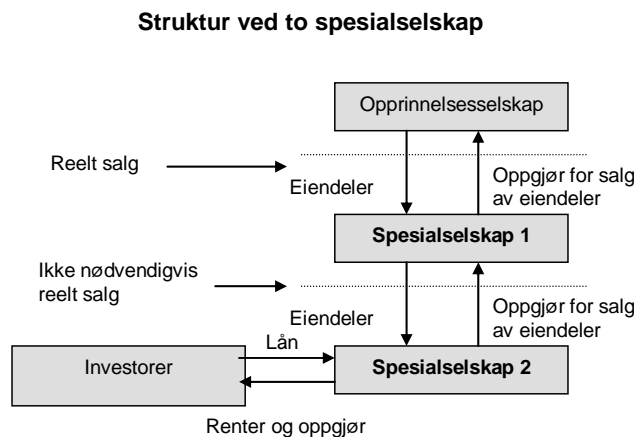 Struktur ved to spesialselskap
Opprinnelsesselskap
Reelt salg
Eiendeler
Oppgjør for salg
av eiendeler
Spesialselskap 1
Ikke nødvendigvis
reelt salg
Eiendeler
Oppgjør for salg
av eiendeler
Lån
Investorer
Spesialselskap 2
Renter og oppgjør